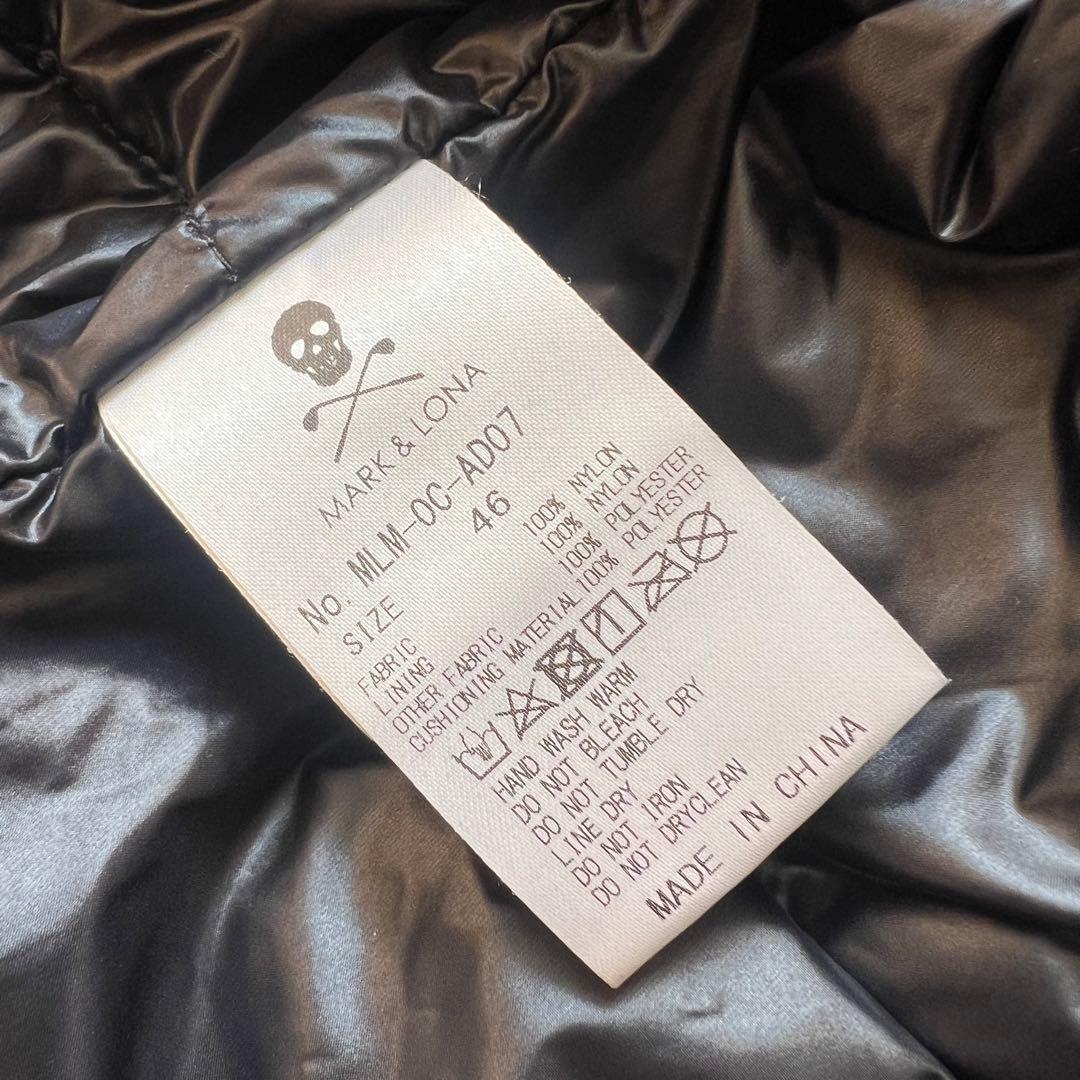 MARK & LONA
No. MLM-0C-AD07
SIZE 46
FABRIC 100% NYLON
LINING 100% NYLON
OTHER FABRIC 100% POLYESTER
CUSHIONING MATERIAL 100% POLYESTER
HAND WASH WARM
DO NOT BLEACH
DO NOT TUMBLE DRY
LINE DRY
DO NOT IRON
DO NOT DRYCLEAN
MADE IN CHINA